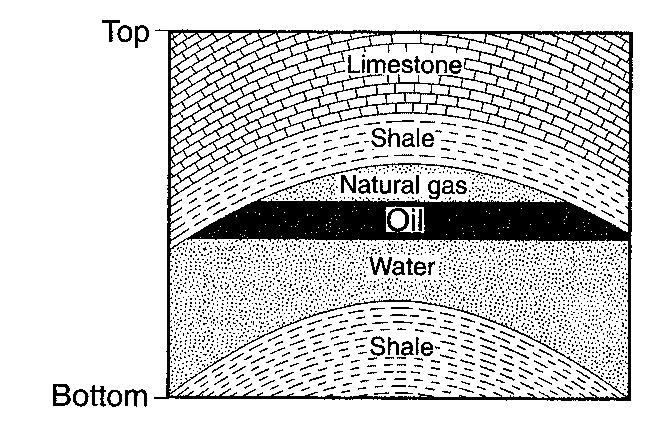 Top
Limestone
Shale
Natural gas
Oil
Water
Shale
Bottom